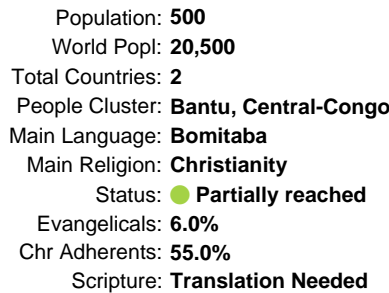 Population: 500
World Popl: 20,500
Total Countries: 2
People Cluster: Bantu, Central-Congo
Main Language: Bomitaba
Main Religion: Christianity
Status: Partially reached
Evangelicals: 6.0%
Chr Adherents: 55.0%
Scripture: Translation Needed